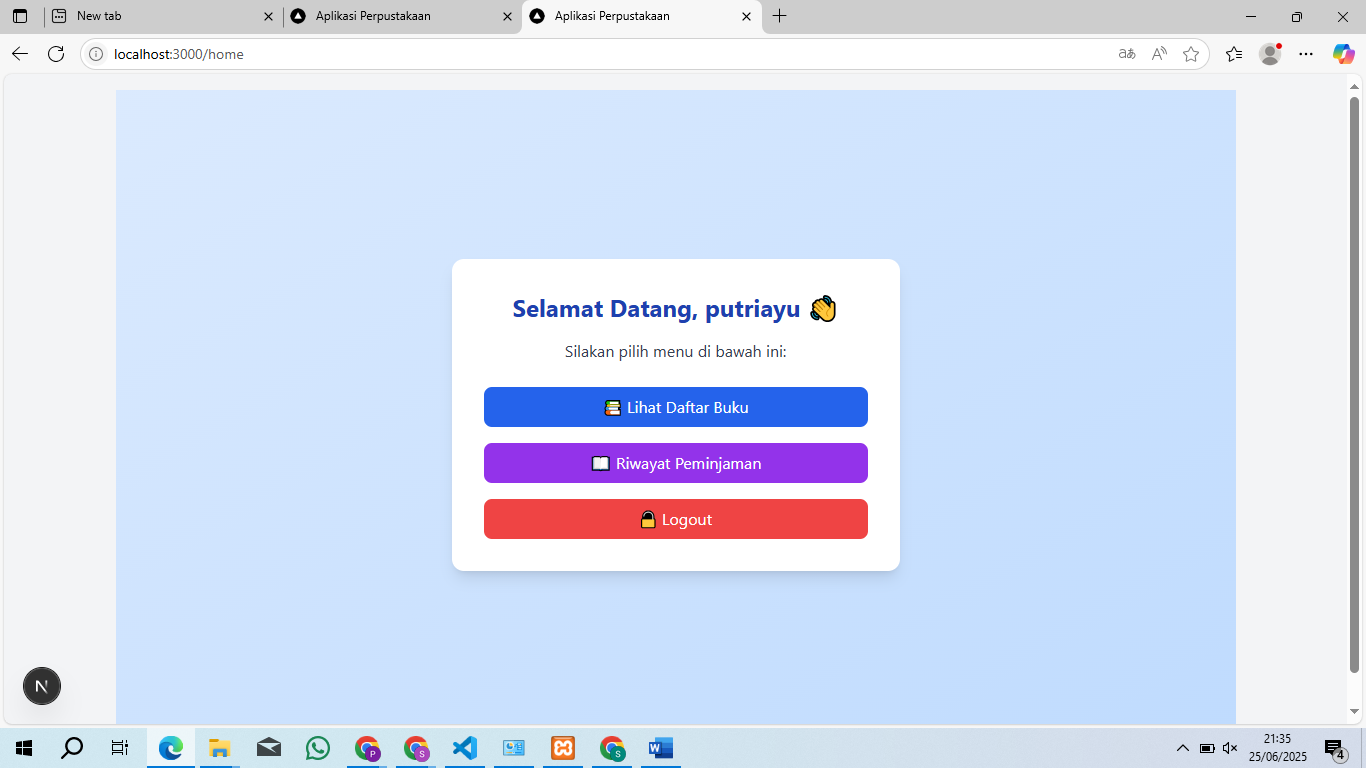 New tab
Aplikasi Perpustakaan
Aplikasi Perpustakaan
localhost:3000/home
Selamat Datang, putriayu 👋
Silakan pilih menu di bawah ini:
📚 Lihat Daftar Buku
📖 Riwayat Peminjaman
🔒 Logout
N
P
S
S
W
21:35
25/06/2025
4